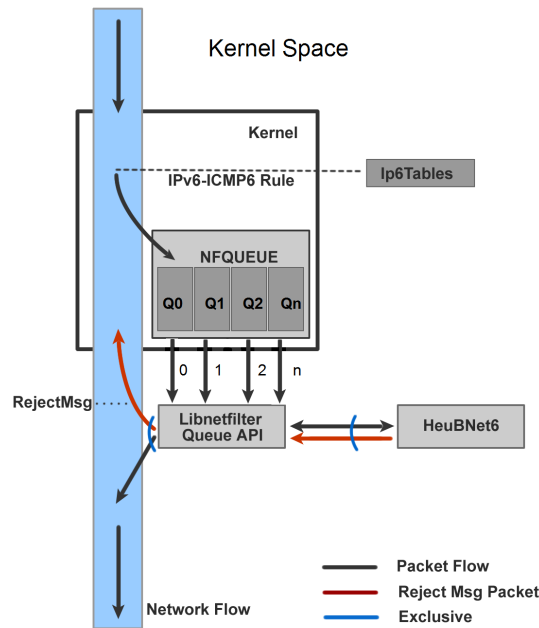 Kernel Space
Kernel
IPv6-ICMP6 Rule
Ip6Tables
NFQUEUE
Q0 Q1 Q2 Qn
0 1 2 n
RejectMsg
Libnetfilter
Queue API
HeuBNet6
Packet Flow
Reject Msg Packet
Exclusive
Network Flow